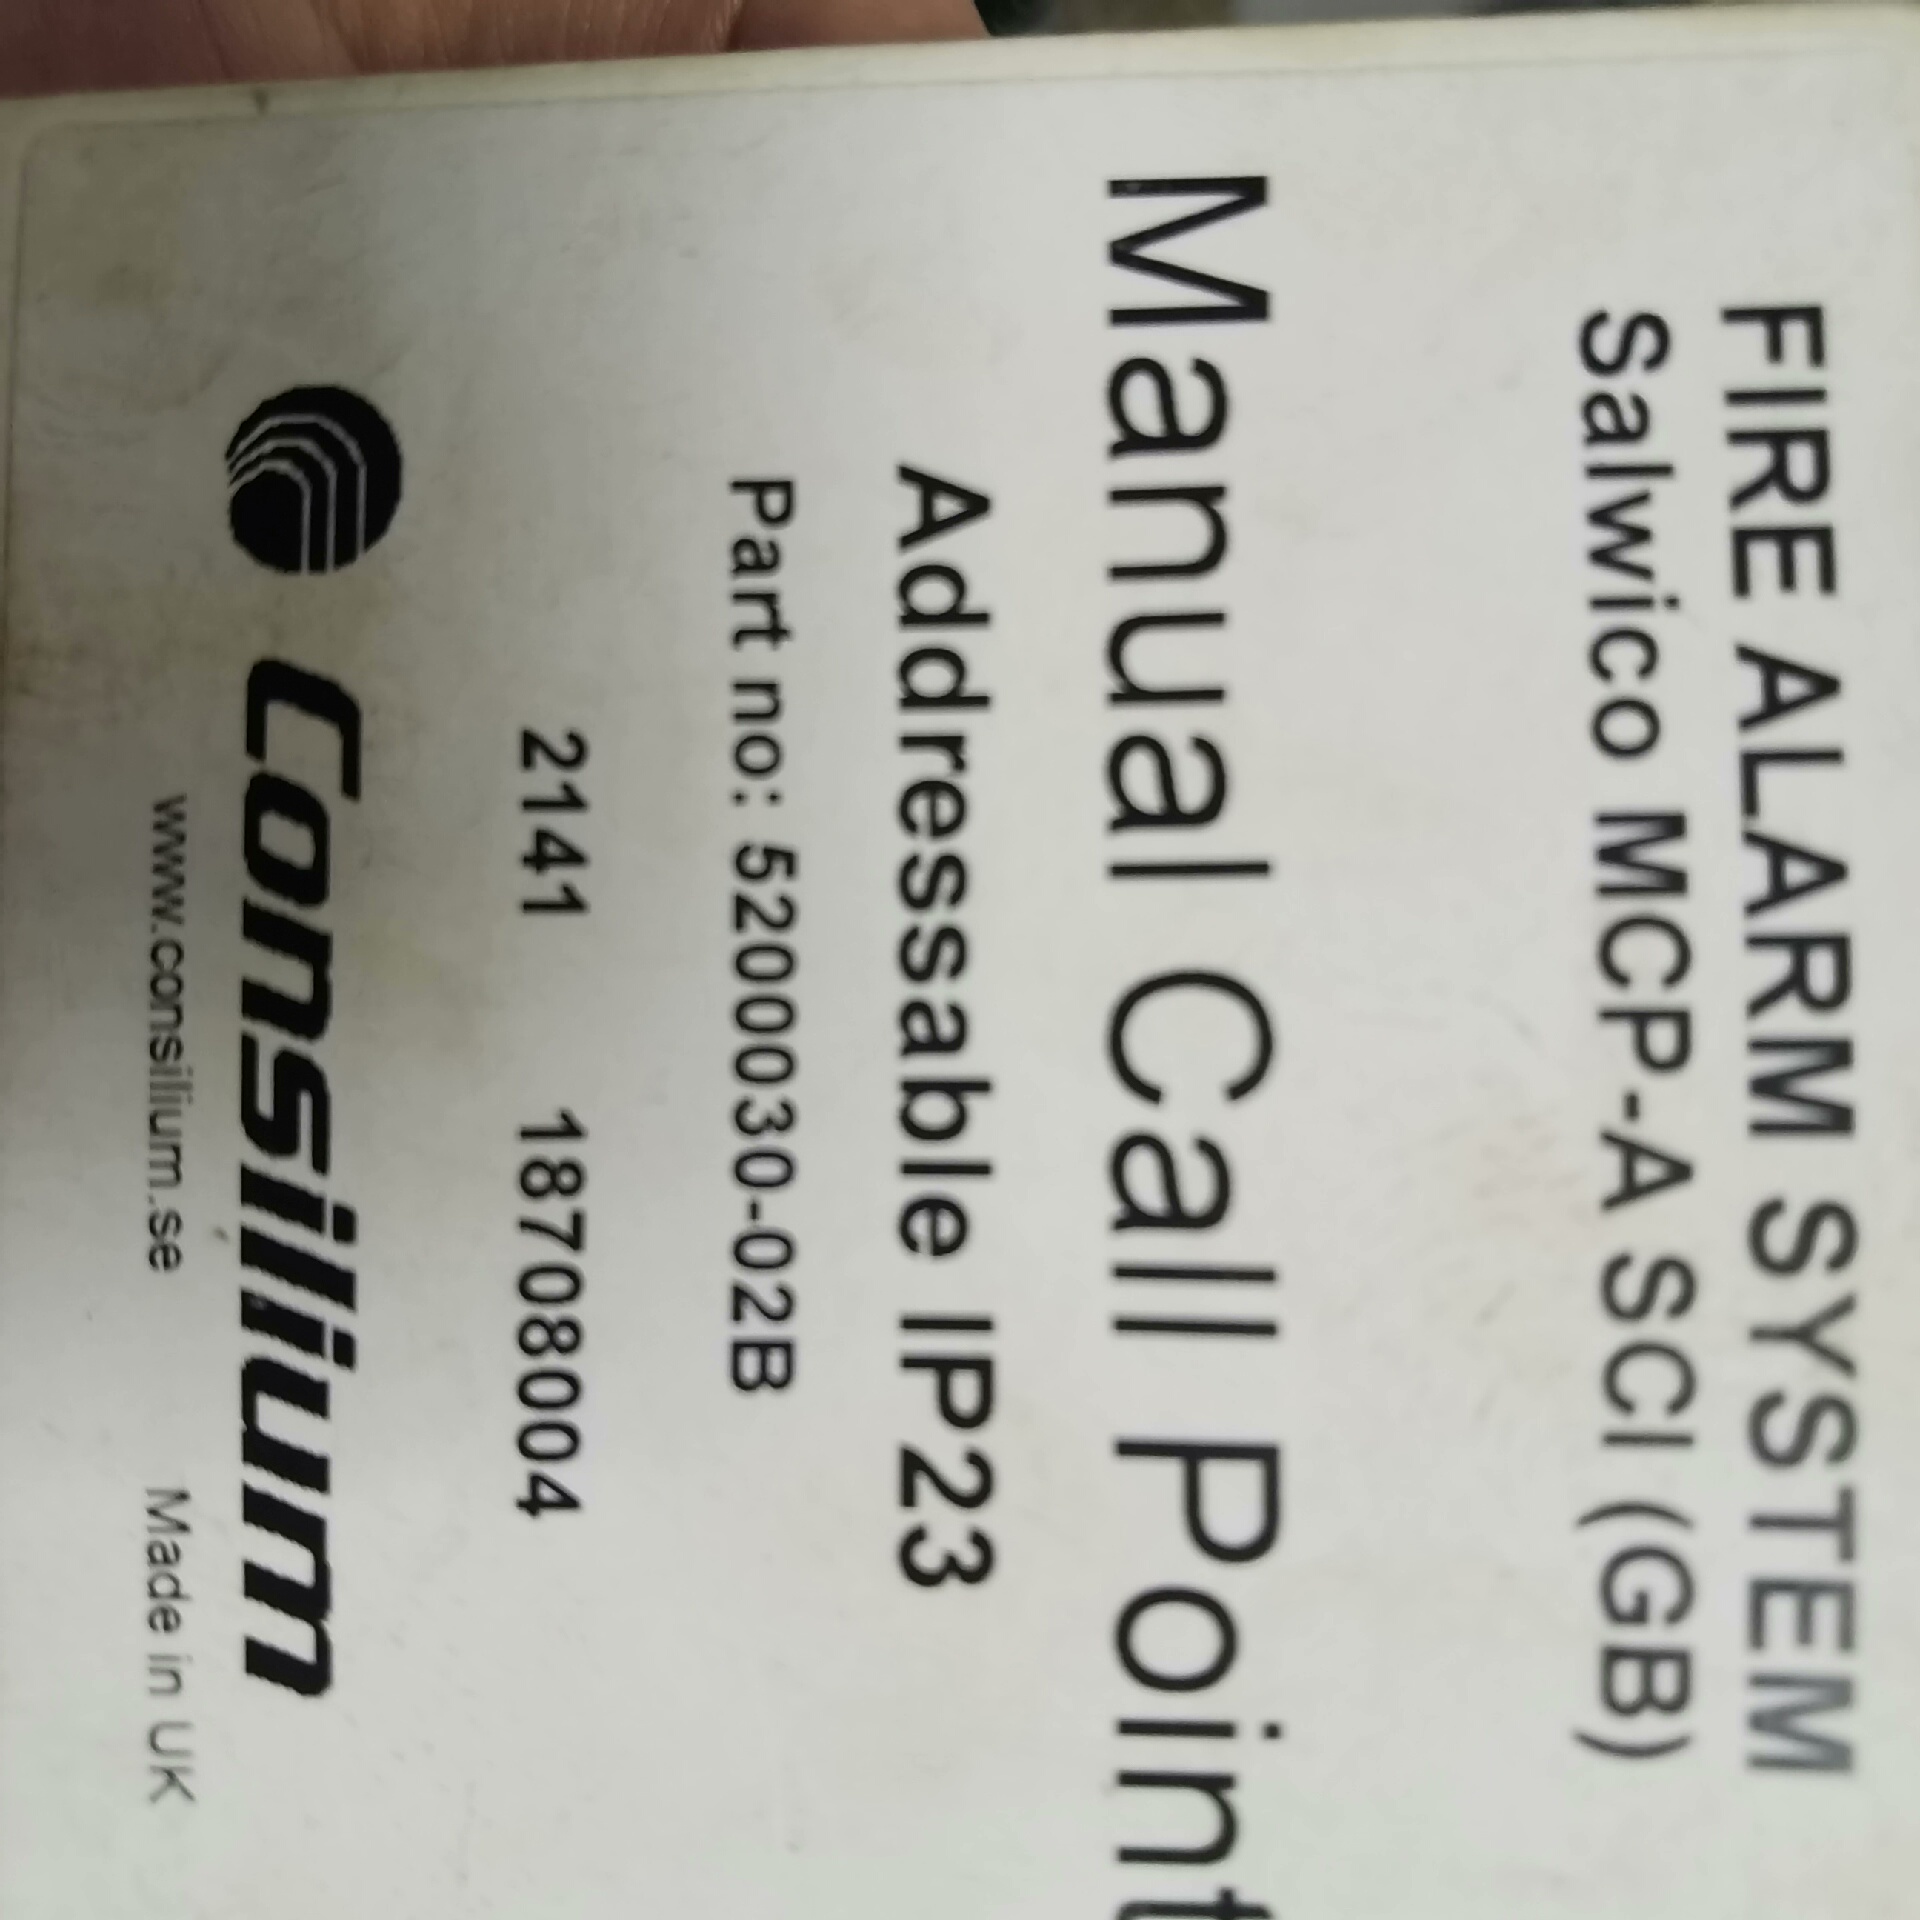 FIRE ALARM SYSTEM
Salwico MCP-A SCI (GB)
Manual Call Point
Addressable IP23
Part no: 5200030-02B
2141 18708004
Consilium
www.consilium.se Made in UK